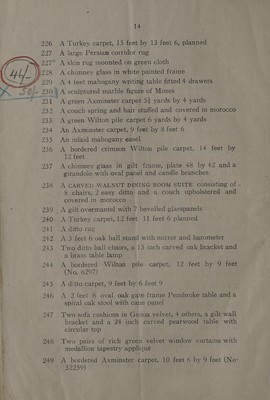 14
226 A Turkey carpet, 15 feet by 13 feet 6, planned
227 A large Persian corridor rug
227* A skin rug mounted on green cloth
228 A chimney glass in white painted frame
229 A 4 feet mahogany writing table fitted 4 drawers
44/-
230 A sculptured marble figure of Moses
X 50/-
231 A green Axminster carpet 5½ yards by 4 yards
232 A couch spring and hair stuffed and covered in morocco
233 A green Wilton pile carpet 6 yards by 4 yards
234 An Axminster carpet, 9 feet by 8 feet 6
235 An inlaid mahogany easel
236 A bordered crimson Wilton pile carpet, 14 feet by
12 feet
237 A chimney glass in gilt frame, plate 48 by 42 and a
girandole with oval panel and candle branches
238 A CARVED WALNUT DINING ROOM SUITE consisting of
8 chairs, 2 easy ditto and a couch upholstered and
covered in morocco
239 A gilt overmantel with 7 bevelled glass panels
240 A Turkey carpet, 12 feet 11 feet 6 planned
241 A ditto rug
242 A 3 feet 6 oak hall stand with mirror and barometer
243 Two ditto hall chairs, a 13 inch carved oak bracket and
a brass table lamp
244 A bordered Wilton pile carpet, 12 feet by 9 feet
(No. 6297)
245 A ditto carpet, 9 feet by 6 feet 9
246 A 2 feet 6 oval oak gate frame Pembroke table and a
spiral oak stool with cane panel
247 Two sofa cushions in Genoa velvet, 4 others, a gilt wall
bracket and a 24 inch carved pearwood table with
circular top
248 Two pairs of rich green velvet window curtains with
medallion tapestry appliqué
249 A bordered Axminster carpet, 10 feet 6 by 9 feet (No.
32259)